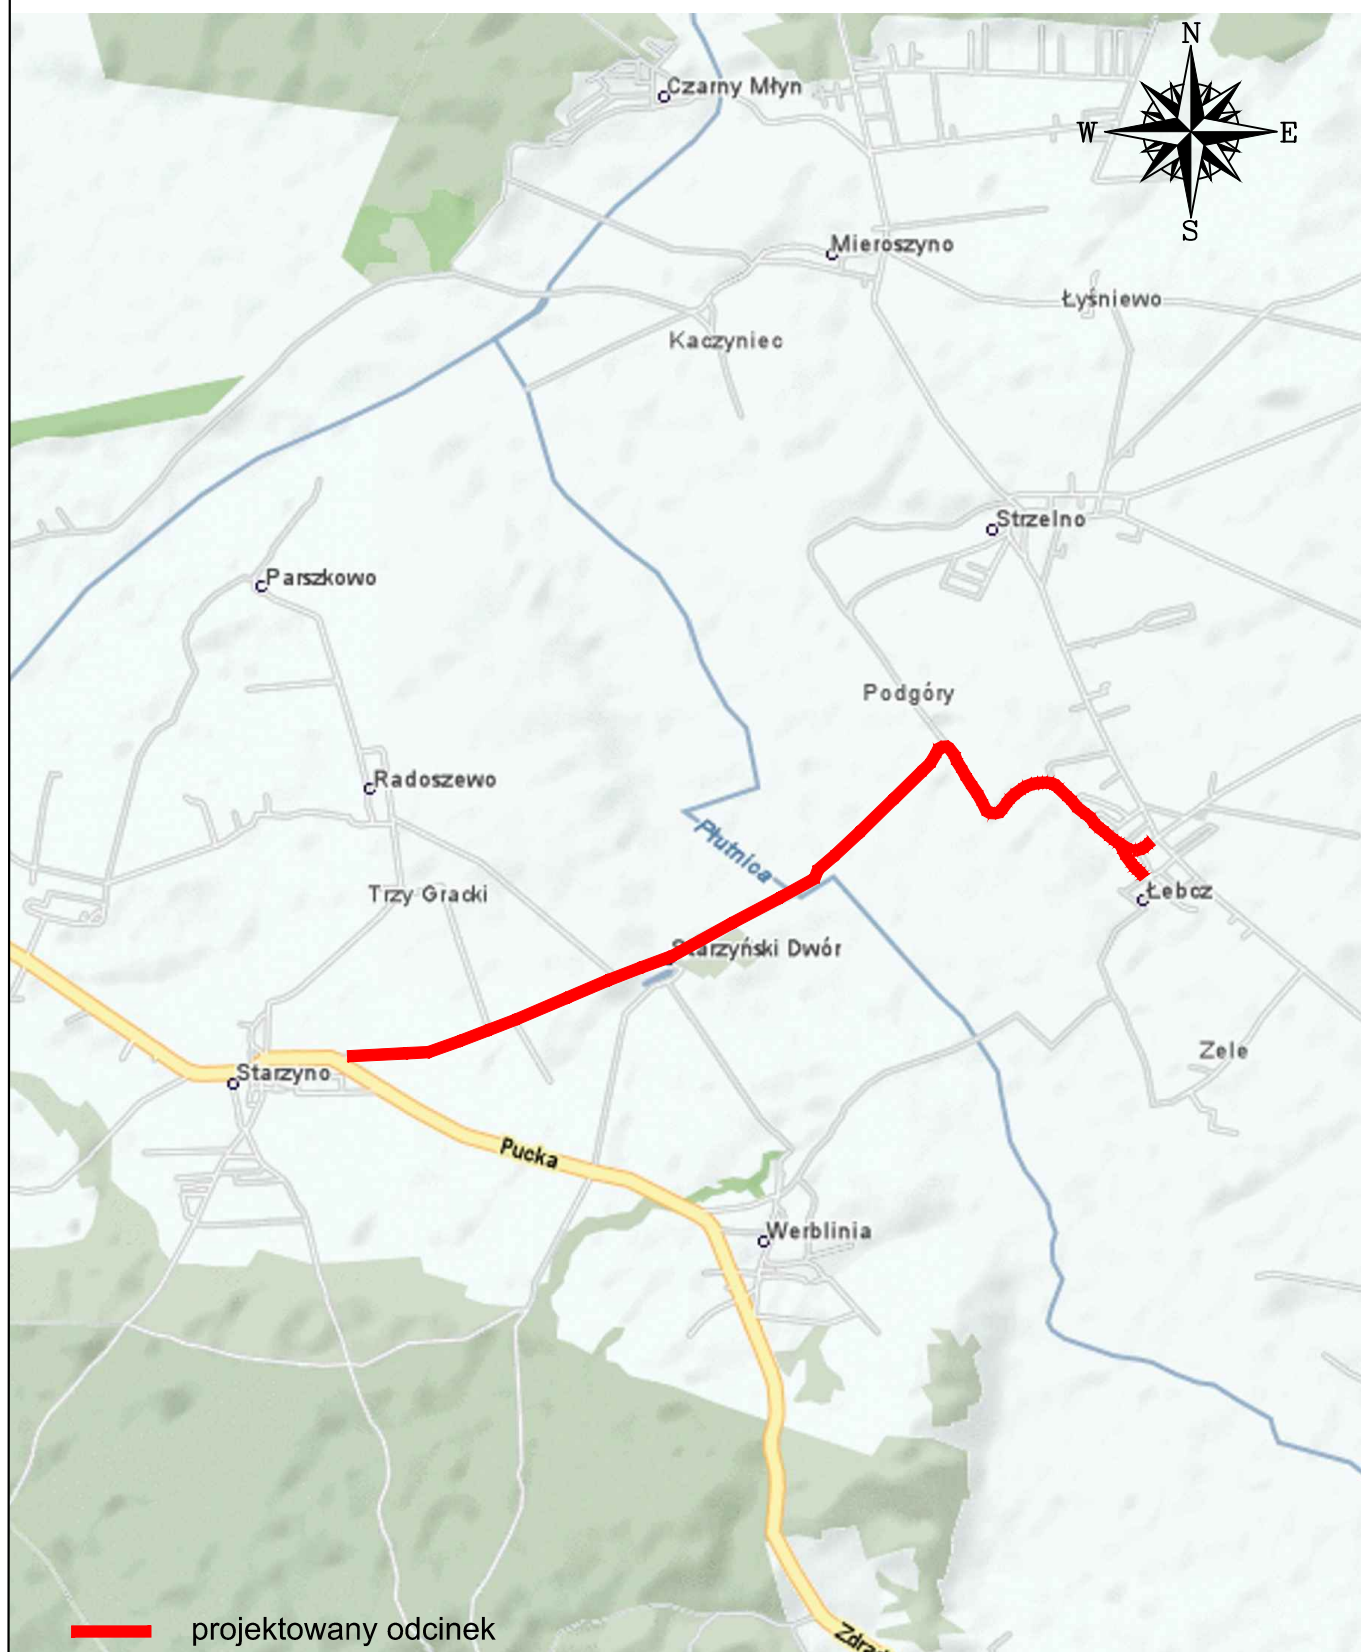 N
Czarny Młyn
W
E
S
Mieroszyno
Łyśniewo
Kaczyniec
Strzelno
Parszkowo
Podgóry
Radoszewo
Płutnica
Trzy Gracki
Łebcz
Starzyński Dwór
Zele
Starzyno
Pucka
Werblinia
projektowany odcinek